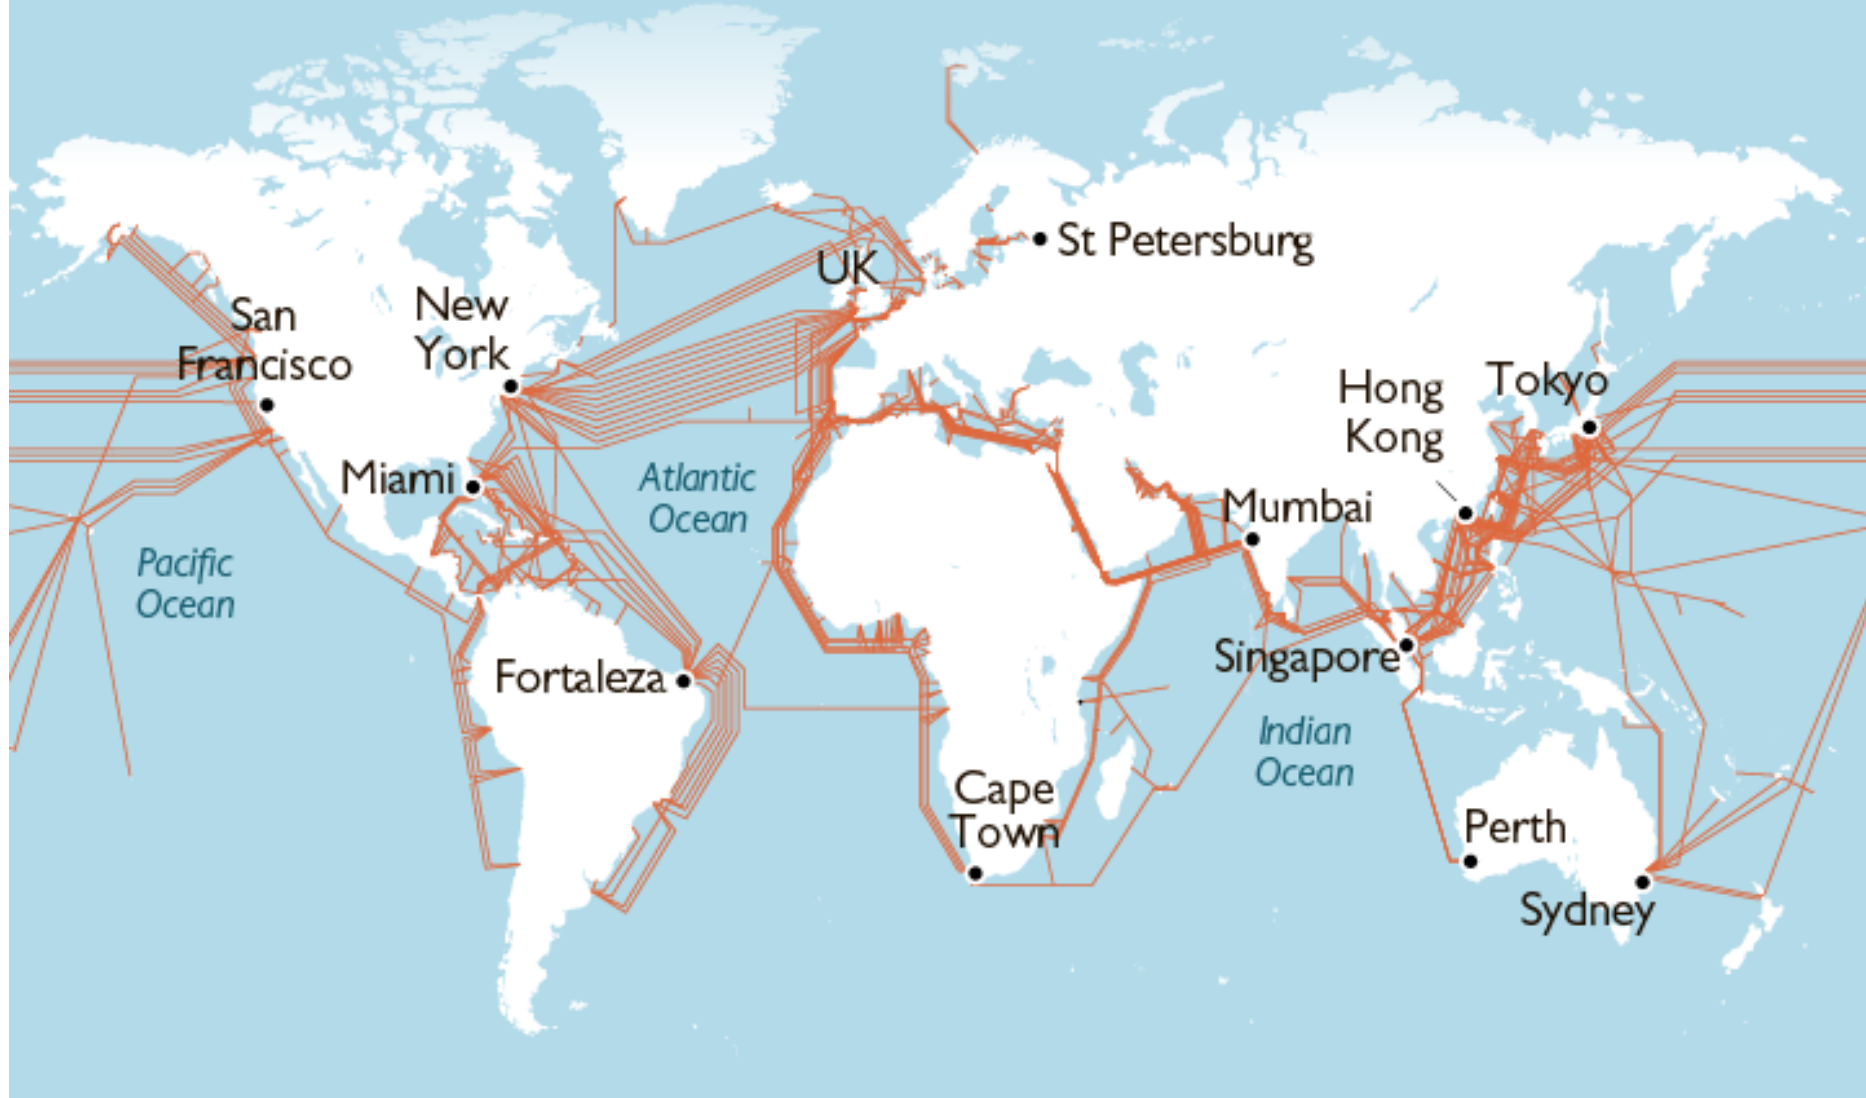 St Petersburg
UK
New
York
San
Francisco
Hong
Kong
Tokyo
Miami
Atlantic
Ocean
Mumbai
Pacific
Ocean
Fortaleza
Singapore
Indian
Ocean
Cape
Town
Perth
Sydney